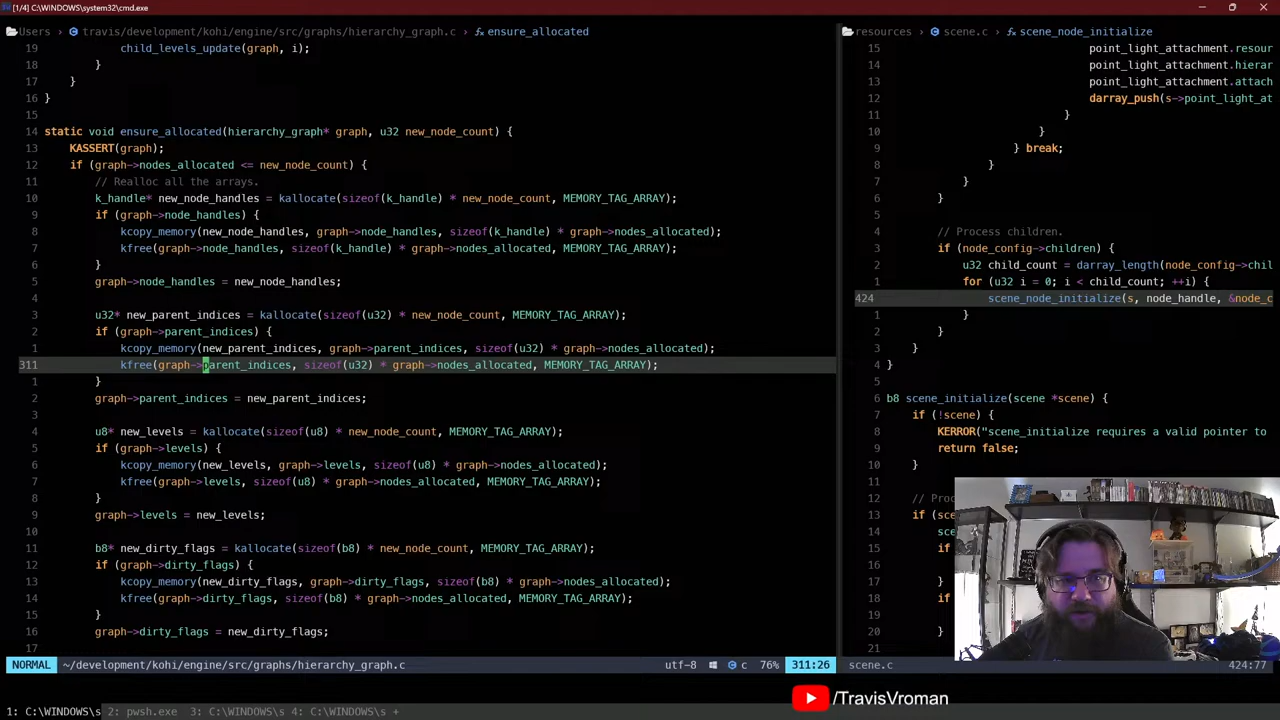 [1/4] C:\WINDOWS\system32\cmd.exe
Users > travis/development/kohi/engine/src/graphs/hierarchy_graph.c > ensure_allocated
19 child_levels_update(graph, i);
18 }
17 }
16 }
15
14 static void ensure_allocated(hierarchy_graph* graph, u32 new_node_count) {
13 KASSERT(graph);
12 if (graph->nodes_allocated <= new_node_count) {
11 // Realloc all the arrays.
10 k_handle* new_node_handles = kallocate(sizeof(k_handle) * new_node_count, MEMORY_TAG_ARRAY);
9 if (graph->node_handles) {
8 kcopy_memory(new_node_handles, graph->node_handles, sizeof(k_handle) * graph->nodes_allocated);
7 kfree(graph->node_handles, sizeof(k_handle) * graph->nodes_allocated, MEMORY_TAG_ARRAY);
6 }
5 graph->node_handles = new_node_handles;
4
3 u32* new_parent_indices = kallocate(sizeof(u32) * new_node_count, MEMORY_TAG_ARRAY);
2 if (graph->parent_indices) {
1 kcopy_memory(new_parent_indices, graph->parent_indices, sizeof(u32) * graph->nodes_allocated);
311 kfree(graph->parent_indices, sizeof(u32) * graph->nodes_allocated, MEMORY_TAG_ARRAY);
1 }
2 graph->parent_indices = new_parent_indices;
3
4 u8* new_levels = kallocate(sizeof(u8) * new_node_count, MEMORY_TAG_ARRAY);
5 if (graph->levels) {
6 kcopy_memory(new_levels, graph->levels, sizeof(u8) * graph->nodes_allocated);
7 kfree(graph->levels, sizeof(u8) * graph->nodes_allocated, MEMORY_TAG_ARRAY);
8 }
9 graph->levels = new_levels;
10
11 b8* new_dirty_flags = kallocate(sizeof(b8) * new_node_count, MEMORY_TAG_ARRAY);
12 if (graph->dirty_flags) {
13 kcopy_memory(new_dirty_flags, graph->dirty_flags, sizeof(b8) * graph->nodes_allocated);
14 kfree(graph->dirty_flags, sizeof(b8) * graph->nodes_allocated, MEMORY_TAG_ARRAY);
15 }
16 graph->dirty_flags = new_dirty_flags;
17
NORMAL ~/development/kohi/engine/src/graphs/hierarchy_graph.c utf-8 c 76% 311:26
resources > scene.c > scene_node_initialize
15 point_light_attachment.resour
14 point_light_attachment.hierar
13 point_light_attachment.attach
12 darray_push(s->point_light_at
11 }
10 }
9 } break;
8 }
7 }
6 }
5
4 // Process children.
3 if (node_config->children) {
2 u32 child_count = darray_length(node_config->chil
1 for (u32 i = 0; i < child_count; ++i) {
424 scene_node_initialize(s, node_handle, &node_c
1 }
2 }
3 }
4 }
5
6 b8 scene_initialize(scene *scene) {
7 if (!scene) {
8 KERROR("scene_initialize requires a valid pointer to
9 return false;
10 }
11
12 // Pro
13 if (sce
14 sc
15 if
16
17 }
18 if
19
20 }
scene.c 424:77
/TravisVroman
1: C:\WINDOWS\s 2: pwsh.exe 3: C:\WINDOWS\s 4: C:\WINDOWS\s +